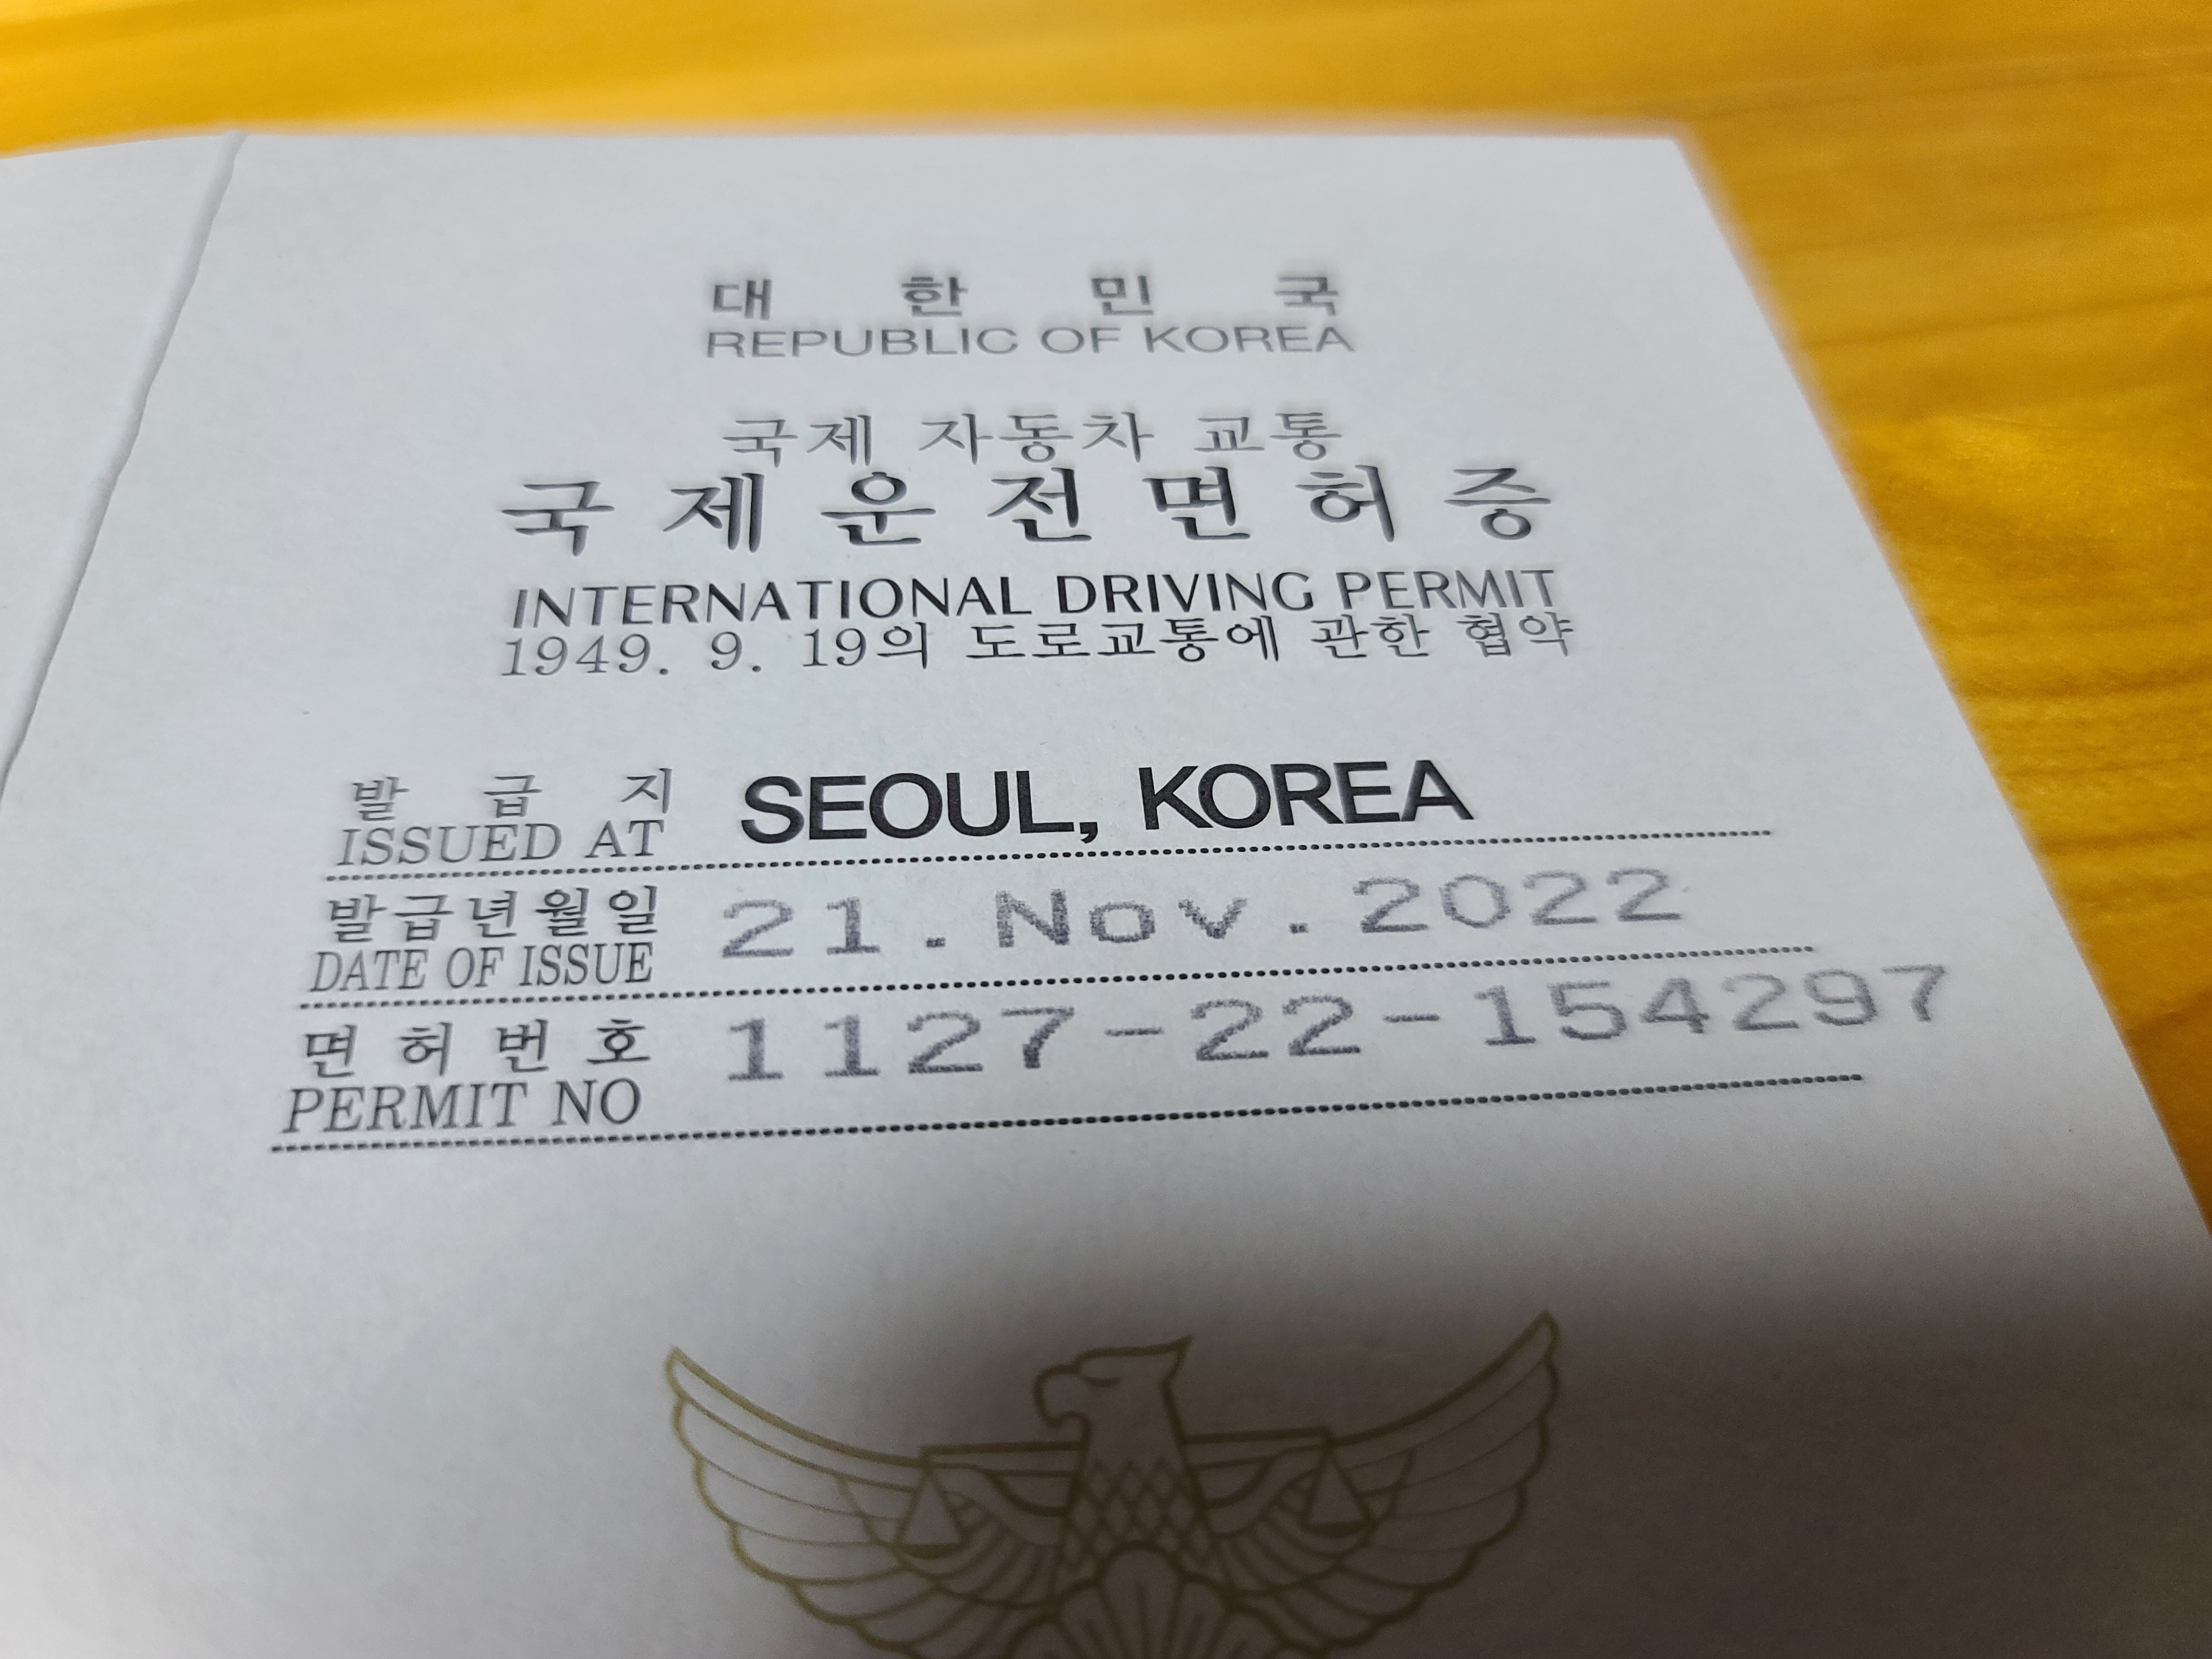 대 한 민 국
REPUBLIC OF KOREA
국제 자동차 교통
국제운전면허증
INTERNATIONAL DRIVING PERMIT
1949. 9. 19의 도로교통에 관한 협약
발 급 지 SEOUL, KOREA
ISSUED AT
발급년월일 21.Nov.2022
DATE OF ISSUE
면 허 번 호 1127-22-154297
PERMIT NO